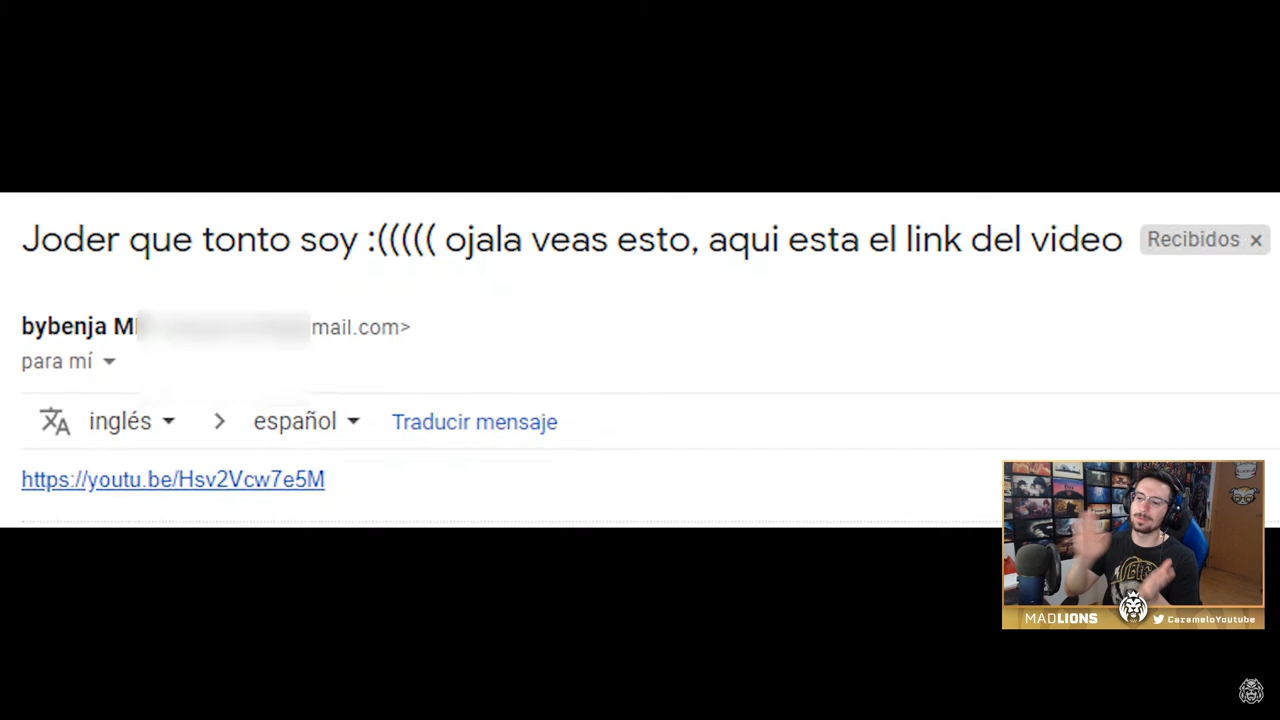 Joder que tonto soy :((((( ojala veas esto, aqui esta el link del video
Recibidos ×
bybenja M
mail.com>
para mí
inglés > español Traducir mensaje
https://youtu.be/Hsv2Vcw7e5M
MADLIONS
CarameloYoutube